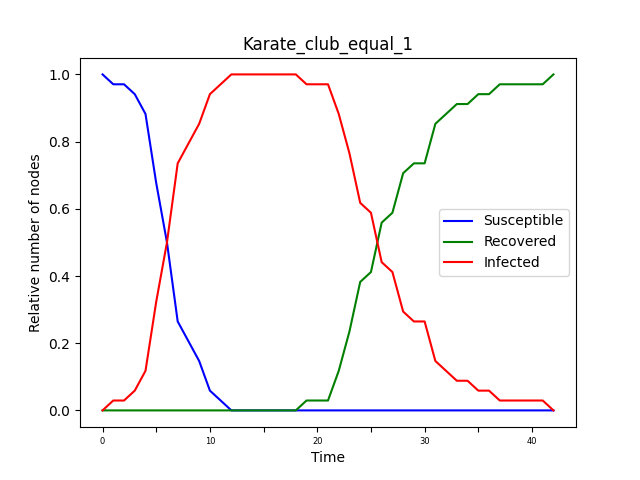 Karate_club_equal_1
Relative number of nodes
1.0
0.8
0.6
0.4
0.2
0.0
Susceptible
Recovered
Infected
0 10 20 30 40
Time